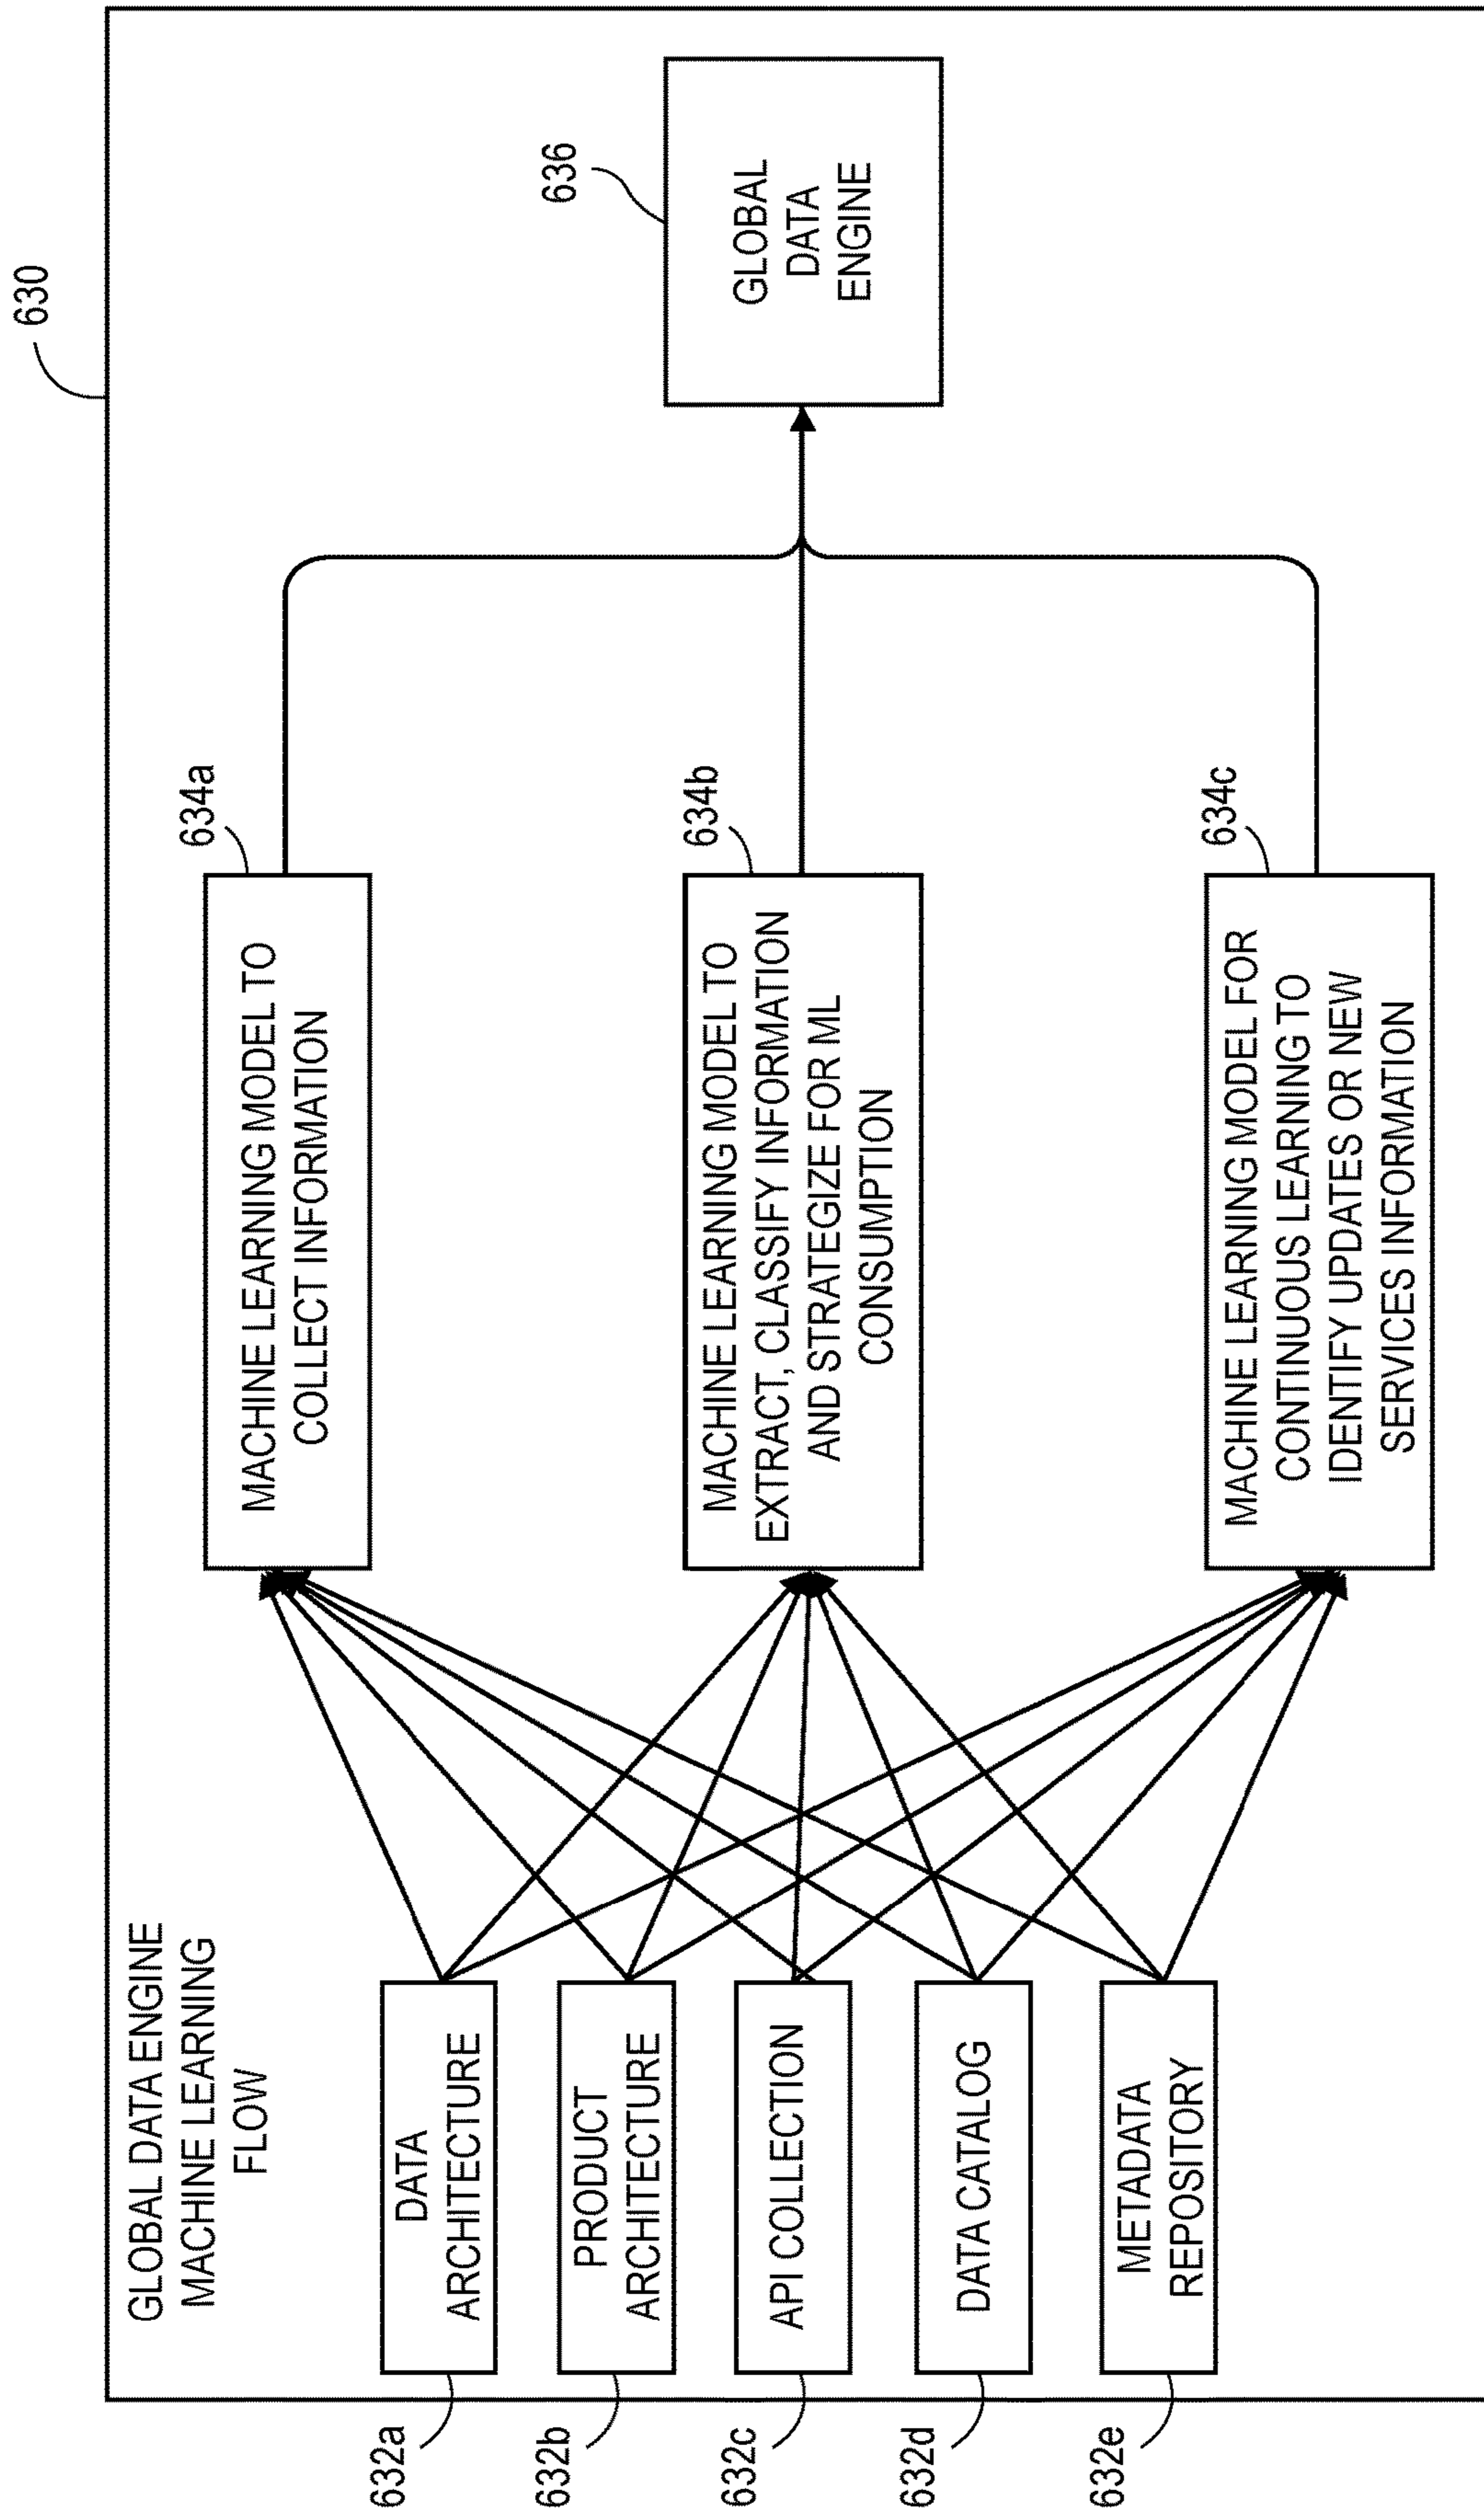 630
GLOBAL DATA ENGINE
MACHINE LEARNING
FLOW
632a
DATA
ARCHITECTURE
632b
PRODUCT
ARCHITECTURE
632c
API COLLECTION
632d
DATA CATALOG
632e
METADATA
REPOSITORY
634a
MACHINE LEARNING MODEL TO
COLLECT INFORMATION
634b
MACHINE LEARNING MODEL TO
EXTRACT, CLASSIFY INFORMATION
AND STRATEGIZE FOR ML
CONSUMPTION
634c
MACHINE LEARNING MODEL FOR
CONTINUOUS LEARNING TO
IDENTIFY UPDATES OR NEW
SERVICES INFORMATION
636
GLOBAL
DATA
ENGINE